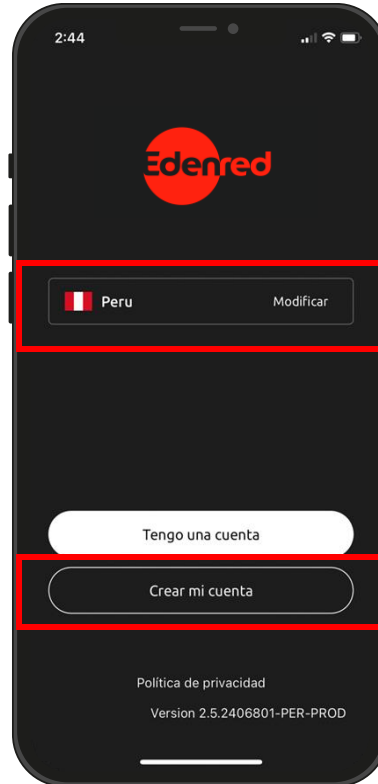 2:44
Edenred
Peru Modificar
Tengo una cuenta
Crear mi cuenta
Política de privacidad
Version 2.5.2406801-PER-PROD